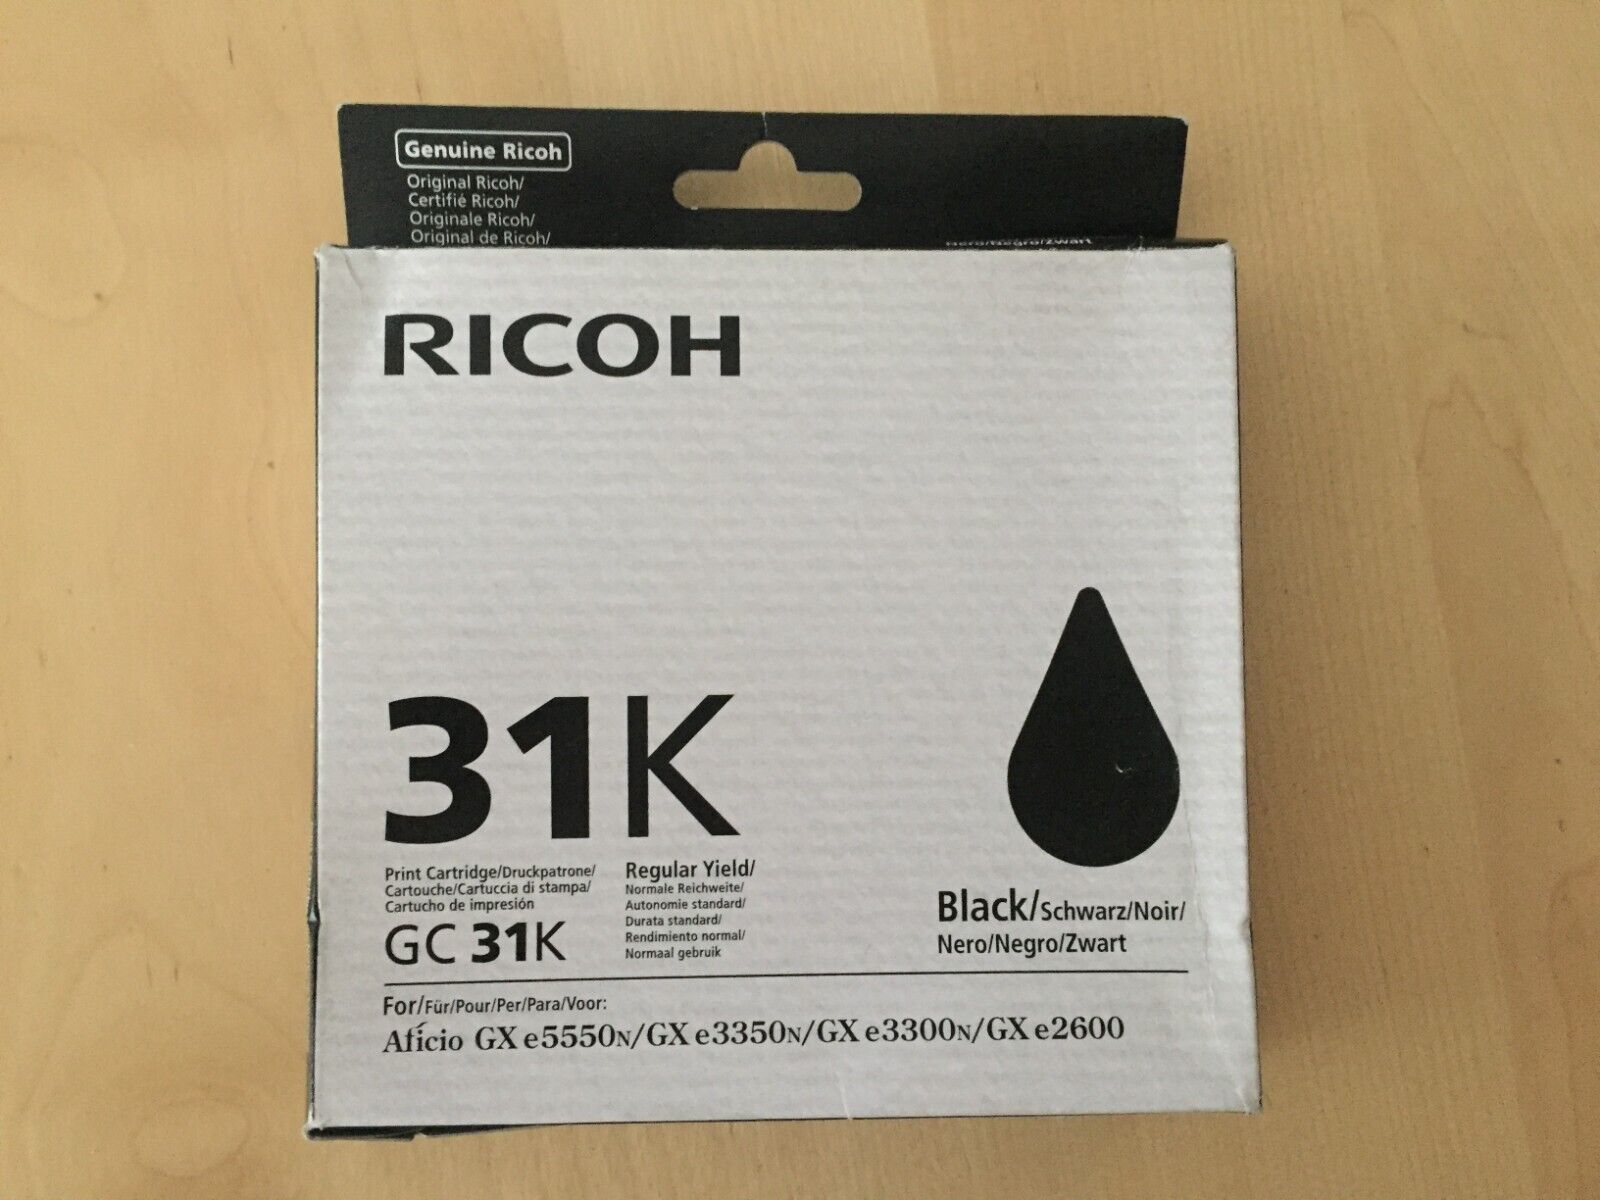 Genuine Ricoh
Original Ricoh/
Certifié Ricoh/
Originale Ricoh/
Original de Ricoh/
Nero/Negro/Zwart
RICOH
31K
Print Cartridge/Druckpatrone/
Cartouche/Cartuccia di stampa/
Cartucho de impresión
GC 31K
Regular Yield/
Normale Reichweite/
Autonomie standard/
Durata standard/
Rendimiento normal/
Normaal gebruik
Black/Schwarz/Noir/
Nero/Negro/Zwart
For/Für/Pour/Per/Para/Voor:
Aficio GX e5550N/GX e3350N/GX e3300N/GX e2600